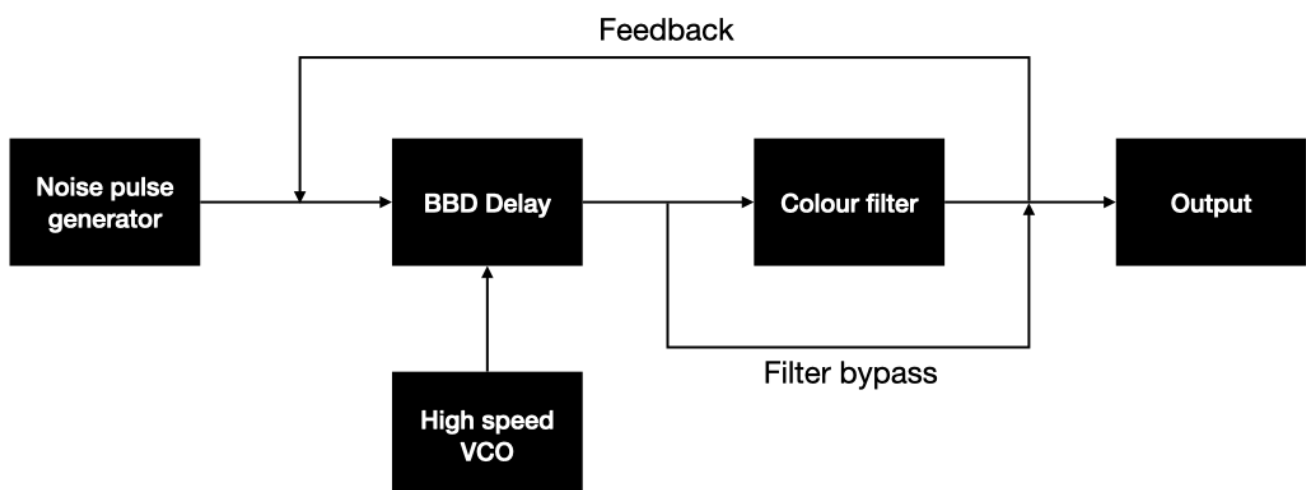 Feedback
Noise pulse
generator
BBD Delay
Colour filter
Output
Filter bypass
High speed
VCO